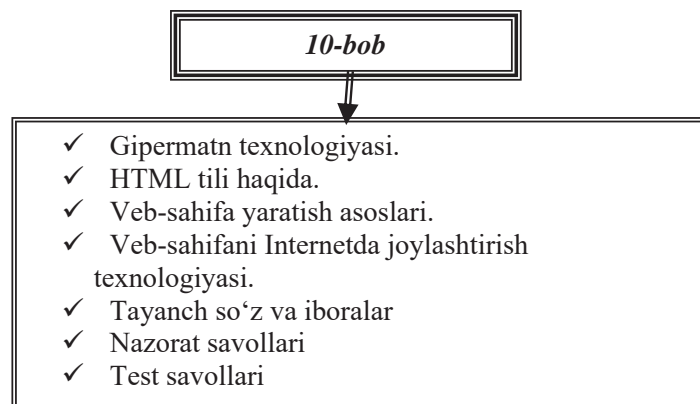 10-bob
✓ Gipermatn texnologiyasi.
✓ HTML tili haqida.
✓ Veb-sahifa yaratish asoslari.
✓ Veb-sahifani Internetda joylashtirish
texnologiyasi.
✓ Tayanch so‘z va iboralar
✓ Nazorat savollari
✓ Test savollari